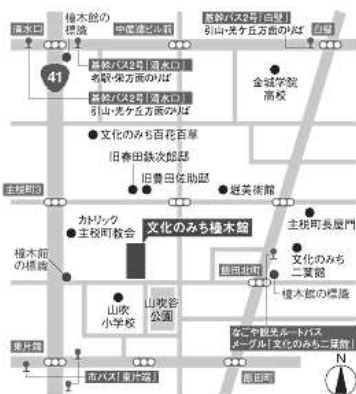 清水口
橦木館
の標識
中産連ビル前
基幹バス2号「白壁」
引山・光ケ丘方面のりば
白壁
41
基幹バス2号「清水口」
名駅・栄方面のりば
基幹バス2号「清水口」
引山・光ケ丘方面のりば
金城学院
高校
文化のみち百花百草
旧春田鉄次郎邸
旧豊田佐助邸
堀美術館
主税町3
カトリック
主税町教会
文化のみち橦木館
主税町長屋門
文化のみち
二葉館
橦木館
の標識
飯田北町
橦木館の標識
山吹
小学校
山吹谷
公園
なごや観光ルートバス
メーグル「文化のみち二葉館」
東片端
市バス「東片端」
飯田町
N